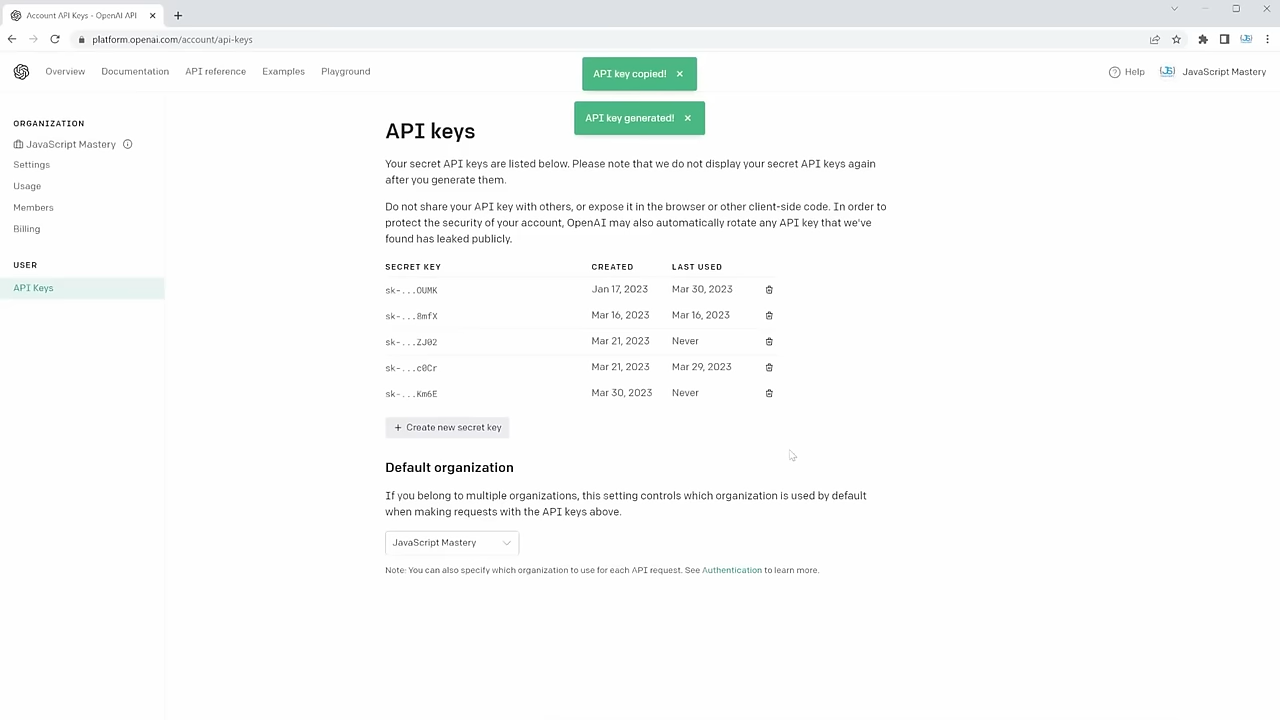 Account API Keys - OpenAI API
platform.openai.com/account/api-keys
Overview Documentation API reference Examples Playground
API key copied!
Help JavaScript Mastery
API key generated!
ORGANIZATION
JavaScript Mastery
Settings
Usage
Members
Billing
USER
API Keys
API keys
Your secret API keys are listed below. Please note that we do not display your secret API keys again
after you generate them.
Do not share your API key with others, or expose it in the browser or other client-side code. In order to
protect the security of your account, OpenAI may also automatically rotate any API key that we've
found has leaked publicly.
SECRET KEY CREATED LAST USED
sk-...OUMK Jan 17, 2023 Mar 30, 2023
sk-...8mfX Mar 16, 2023 Mar 16, 2023
sk-...ZJ02 Mar 21, 2023 Never
sk-...c0Cr Mar 21, 2023 Mar 29, 2023
sk-...Km6E Mar 30, 2023 Never
+ Create new secret key
Default organization
If you belong to multiple organizations, this setting controls which organization is used by default
when making requests with the API keys above.
JavaScript Mastery
Note: You can also specify which organization to use for each API request. See Authentication to learn more.